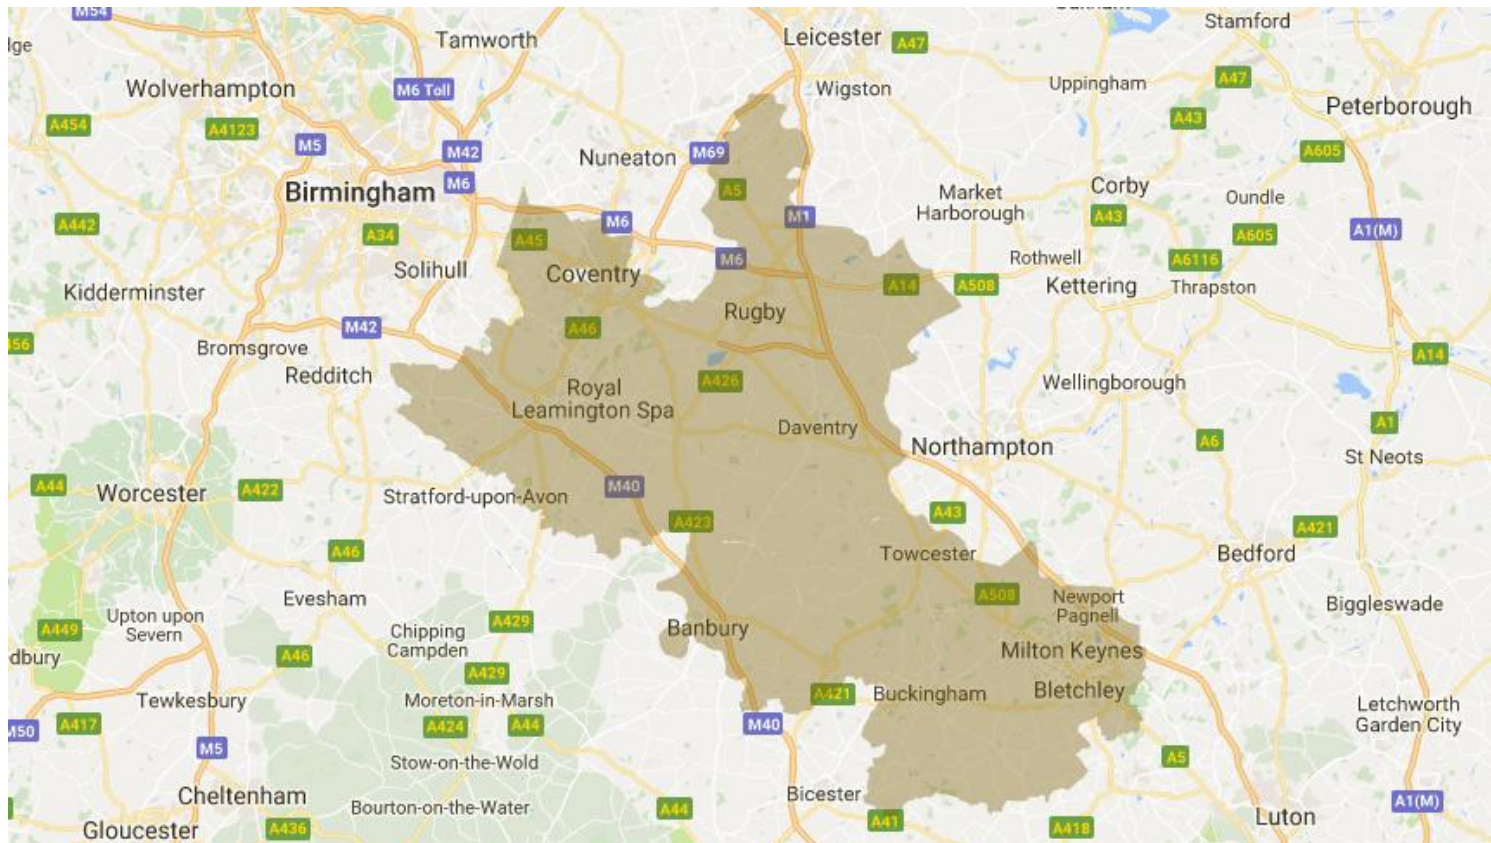 M54
Tamworth
Leicester
A47
Stamford
Wolverhampton
M6 Toll
Wigston
Uppingham
A47
Peterborough
A454
A4123
M5
M42
Nuneaton
M69
A43
A605
Birmingham
M6
A5
Market
Harborough
Corby
Oundle
A442
A34
A45
M6
M1
A43
A605
A1(M)
Solihull
Coventry
M6
Rothwell
A6116
Kidderminster
Rugby
A14
A508
Kettering
Thrapston
M42
A46
A14
Bromsgrove
Redditch
Royal
Leamington Spa
A426
Wellingborough
Daventry
A1
Northampton
A6
St Neots
A44
Worcester
A422
Stratford-upon-Avon
M40
A43
A423
A421
A46
Towcester
Bedford
Evesham
A508
Newport
Pagnell
Biggleswade
Upton upon
Severn
A449
A429
Chipping
Campden
Banbury
A46
Milton Keynes
dbury
A429
Tewkesbury
Moreton-in-Marsh
A421
Buckingham
Bletchley
Letchworth
Garden City
M50
A417
A424
A44
M40
M5
Stow-on-the-Wold
A5
Cheltenham
Bourton-on-the-Water
A44
Bicester
A1(M)
Gloucester
A436
A41
A418
Luton